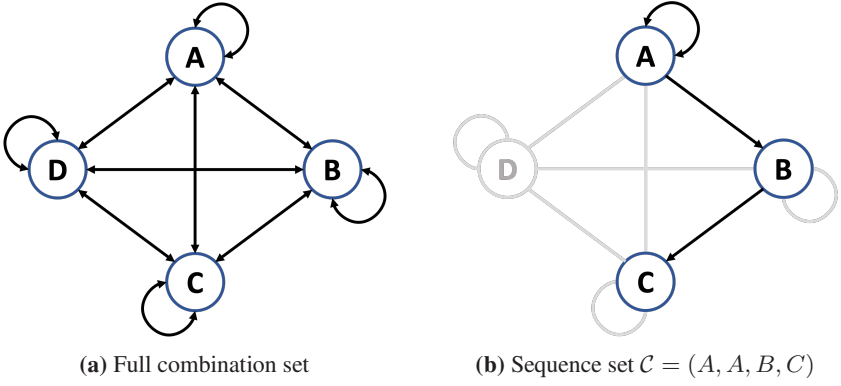 A
D
B
C
(a) Full combination set
A
D
B
C
(b) Sequence set 𝒞 = (A, A, B, C)